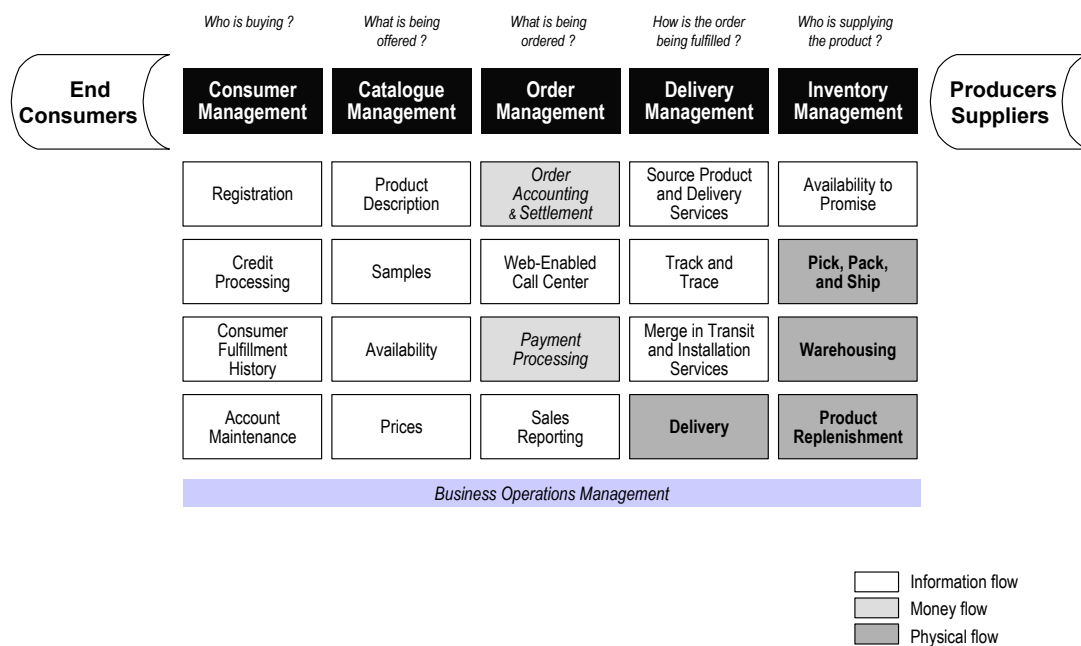 Who is buying ?
What is being
offered ?
What is being
ordered ?
How is the order
being fulfilled ?
Who is supplying
the product ?
End
Consumers
Consumer
Management
Catalogue
Management
Order
Management
Delivery
Management
Inventory
Management
Producers
Suppliers
Registration
Product
Description
Order
Accounting
& Settlement
Source Product
and Delivery
Services
Availability to
Promise
Credit
Processing
Samples
Web-Enabled
Call Center
Track and
Trace
Pick, Pack,
and Ship
Consumer
Fulfillment
History
Availability
Payment
Processing
Merge in Transit
and Installation
Services
Warehousing
Account
Maintenance
Prices
Sales
Reporting
Delivery
Product
Replenishment
Business Operations Management
Information flow
Money flow
Physical flow